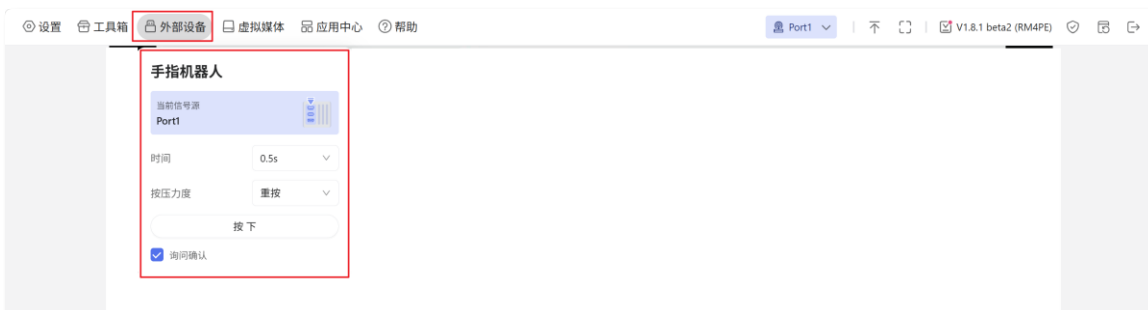 设置 工具箱 外部设备 虚拟媒体 应用中心 帮助 Port1 V1.8.1 beta2 (RM4PE)
手指机器人
当前信号源
Port1
时间 0.5s
按压力度 重按
按下
询问确认